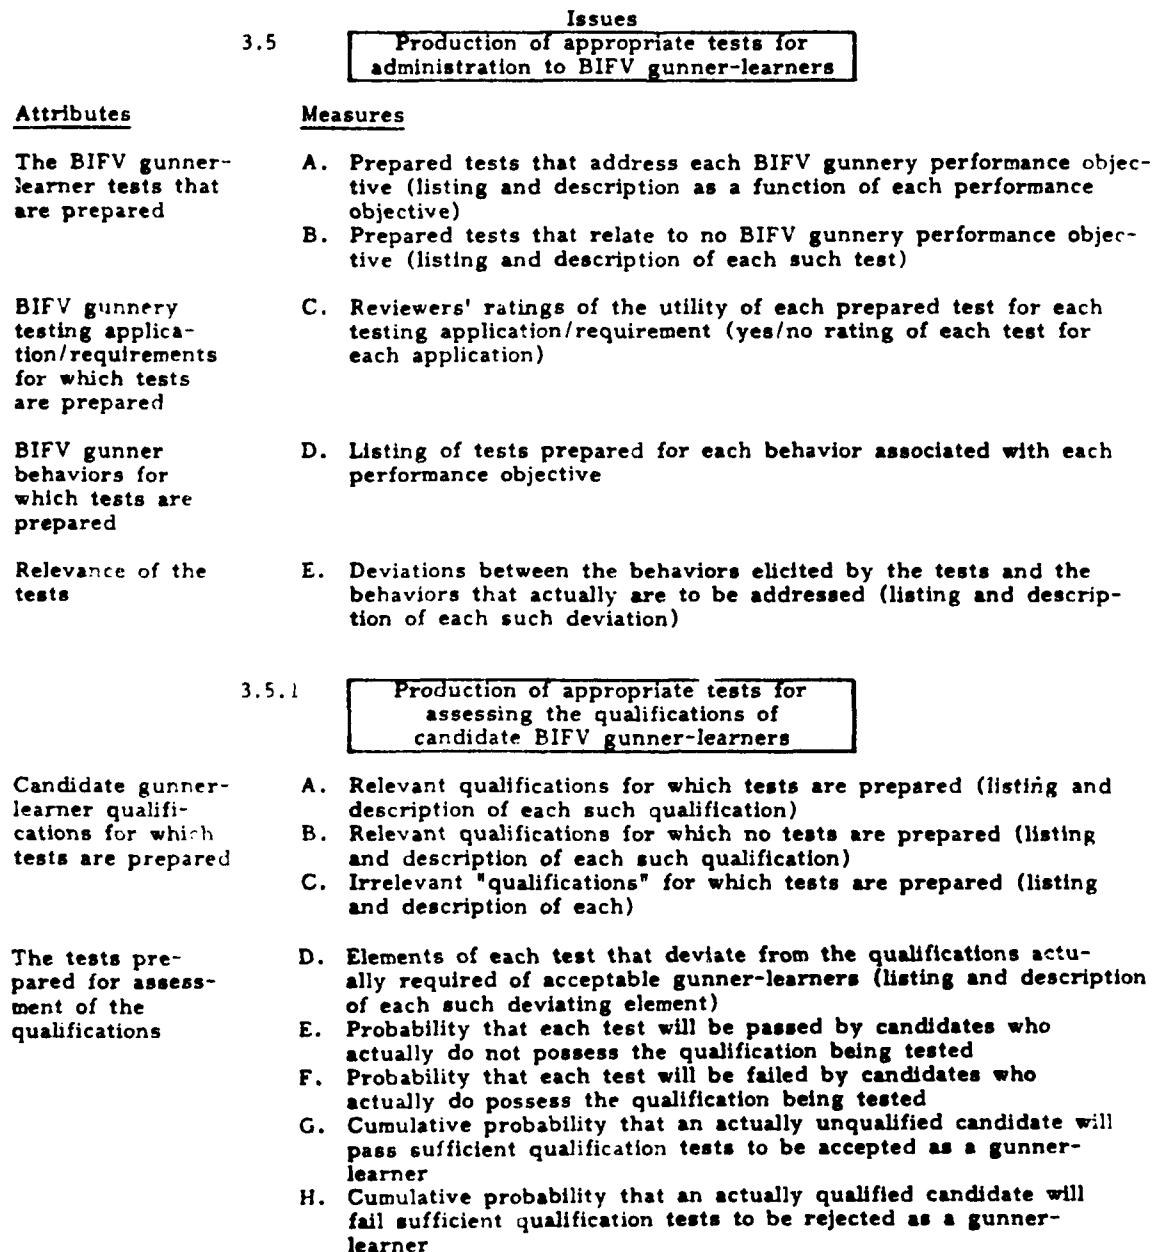 Issues
3.5
Production of appropriate tests for
administration to BIFV gunner-learners
Attributes
Measures
The BIFV gunner-
learner tests that
are prepared
A. Prepared tests that address each BIFV gunnery performance objec-
tive (listing and description as a function of each performance
objective)
B. Prepared tests that relate to no BIFV gunnery performance objec-
tive (listing and description of each such test)
BIFV gunnery
testing applica-
tion/requirements
for which tests
are prepared
C. Reviewers' ratings of the utility of each prepared test for each
testing application/requirement (yes/no rating of each test for
each application)
BIFV gunner
behaviors for
which tests are
prepared
D. Listing of tests prepared for each behavior associated with each
performance objective
Relevance of the
tests
E. Deviations between the behaviors elicited by the tests and the
behaviors that actually are to be addressed (listing and descrip-
tion of each such deviation)
3.5.1
Production of appropriate tests for
assessing the qualifications of
candidate BIFV gunner-learners
Candidate gunner-
learner qualifi-
cations for which
tests are prepared
A. Relevant qualifications for which tests are prepared (listing and
description of each such qualification)
B. Relevant qualifications for which no tests are prepared (listing
and description of each such qualification)
C. Irrelevant "qualifications" for which tests are prepared (listing
and description of each)
The tests pre-
pared for assess-
ment of the
qualifications
D. Elements of each test that deviate from the qualifications actu-
ally required of acceptable gunner-learners (listing and description
of each such deviating element)
E. Probability that each test will be passed by candidates who
actually do not possess the qualification being tested
F. Probability that each test will be failed by candidates who
actually do possess the qualification being tested
G. Cumulative probability that an actually unqualified candidate will
pass sufficient qualification tests to be accepted as a gunner-
learner
H. Cumulative probability that an actually qualified candidate will
fail sufficient qualification tests to be rejected as a gunner-
learner